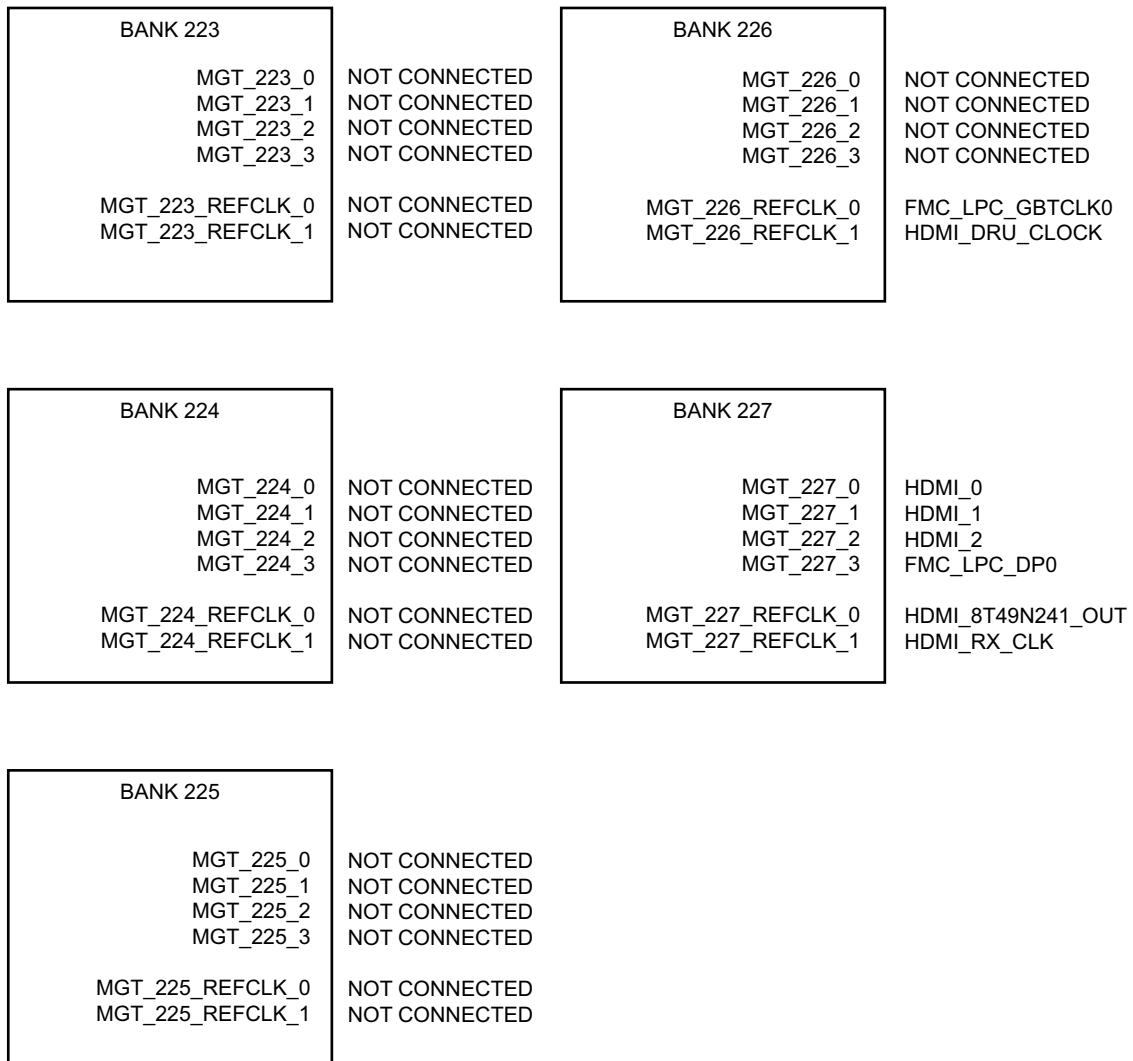 BANK 223
MGT_223_0 NOT CONNECTED
MGT_223_1 NOT CONNECTED
MGT_223_2 NOT CONNECTED
MGT_223_3 NOT CONNECTED
MGT_223_REFCLK_0 NOT CONNECTED
MGT_223_REFCLK_1 NOT CONNECTED
BANK 226
MGT_226_0 NOT CONNECTED
MGT_226_1 NOT CONNECTED
MGT_226_2 NOT CONNECTED
MGT_226_3 NOT CONNECTED
MGT_226_REFCLK_0 FMC_LPC_GBTCLK0
MGT_226_REFCLK_1 HDMI_DRU_CLOCK
BANK 224
MGT_224_0 NOT CONNECTED
MGT_224_1 NOT CONNECTED
MGT_224_2 NOT CONNECTED
MGT_224_3 NOT CONNECTED
MGT_224_REFCLK_0 NOT CONNECTED
MGT_224_REFCLK_1 NOT CONNECTED
BANK 227
MGT_227_0 HDMI_0
MGT_227_1 HDMI_1
MGT_227_2 HDMI_2
MGT_227_3 FMC_LPC_DP0
MGT_227_REFCLK_0 HDMI_8T49N241_OUT
MGT_227_REFCLK_1 HDMI_RX_CLK
BANK 225
MGT_225_0 NOT CONNECTED
MGT_225_1 NOT CONNECTED
MGT_225_2 NOT CONNECTED
MGT_225_3 NOT CONNECTED
MGT_225_REFCLK_0 NOT CONNECTED
MGT_225_REFCLK_1 NOT CONNECTED